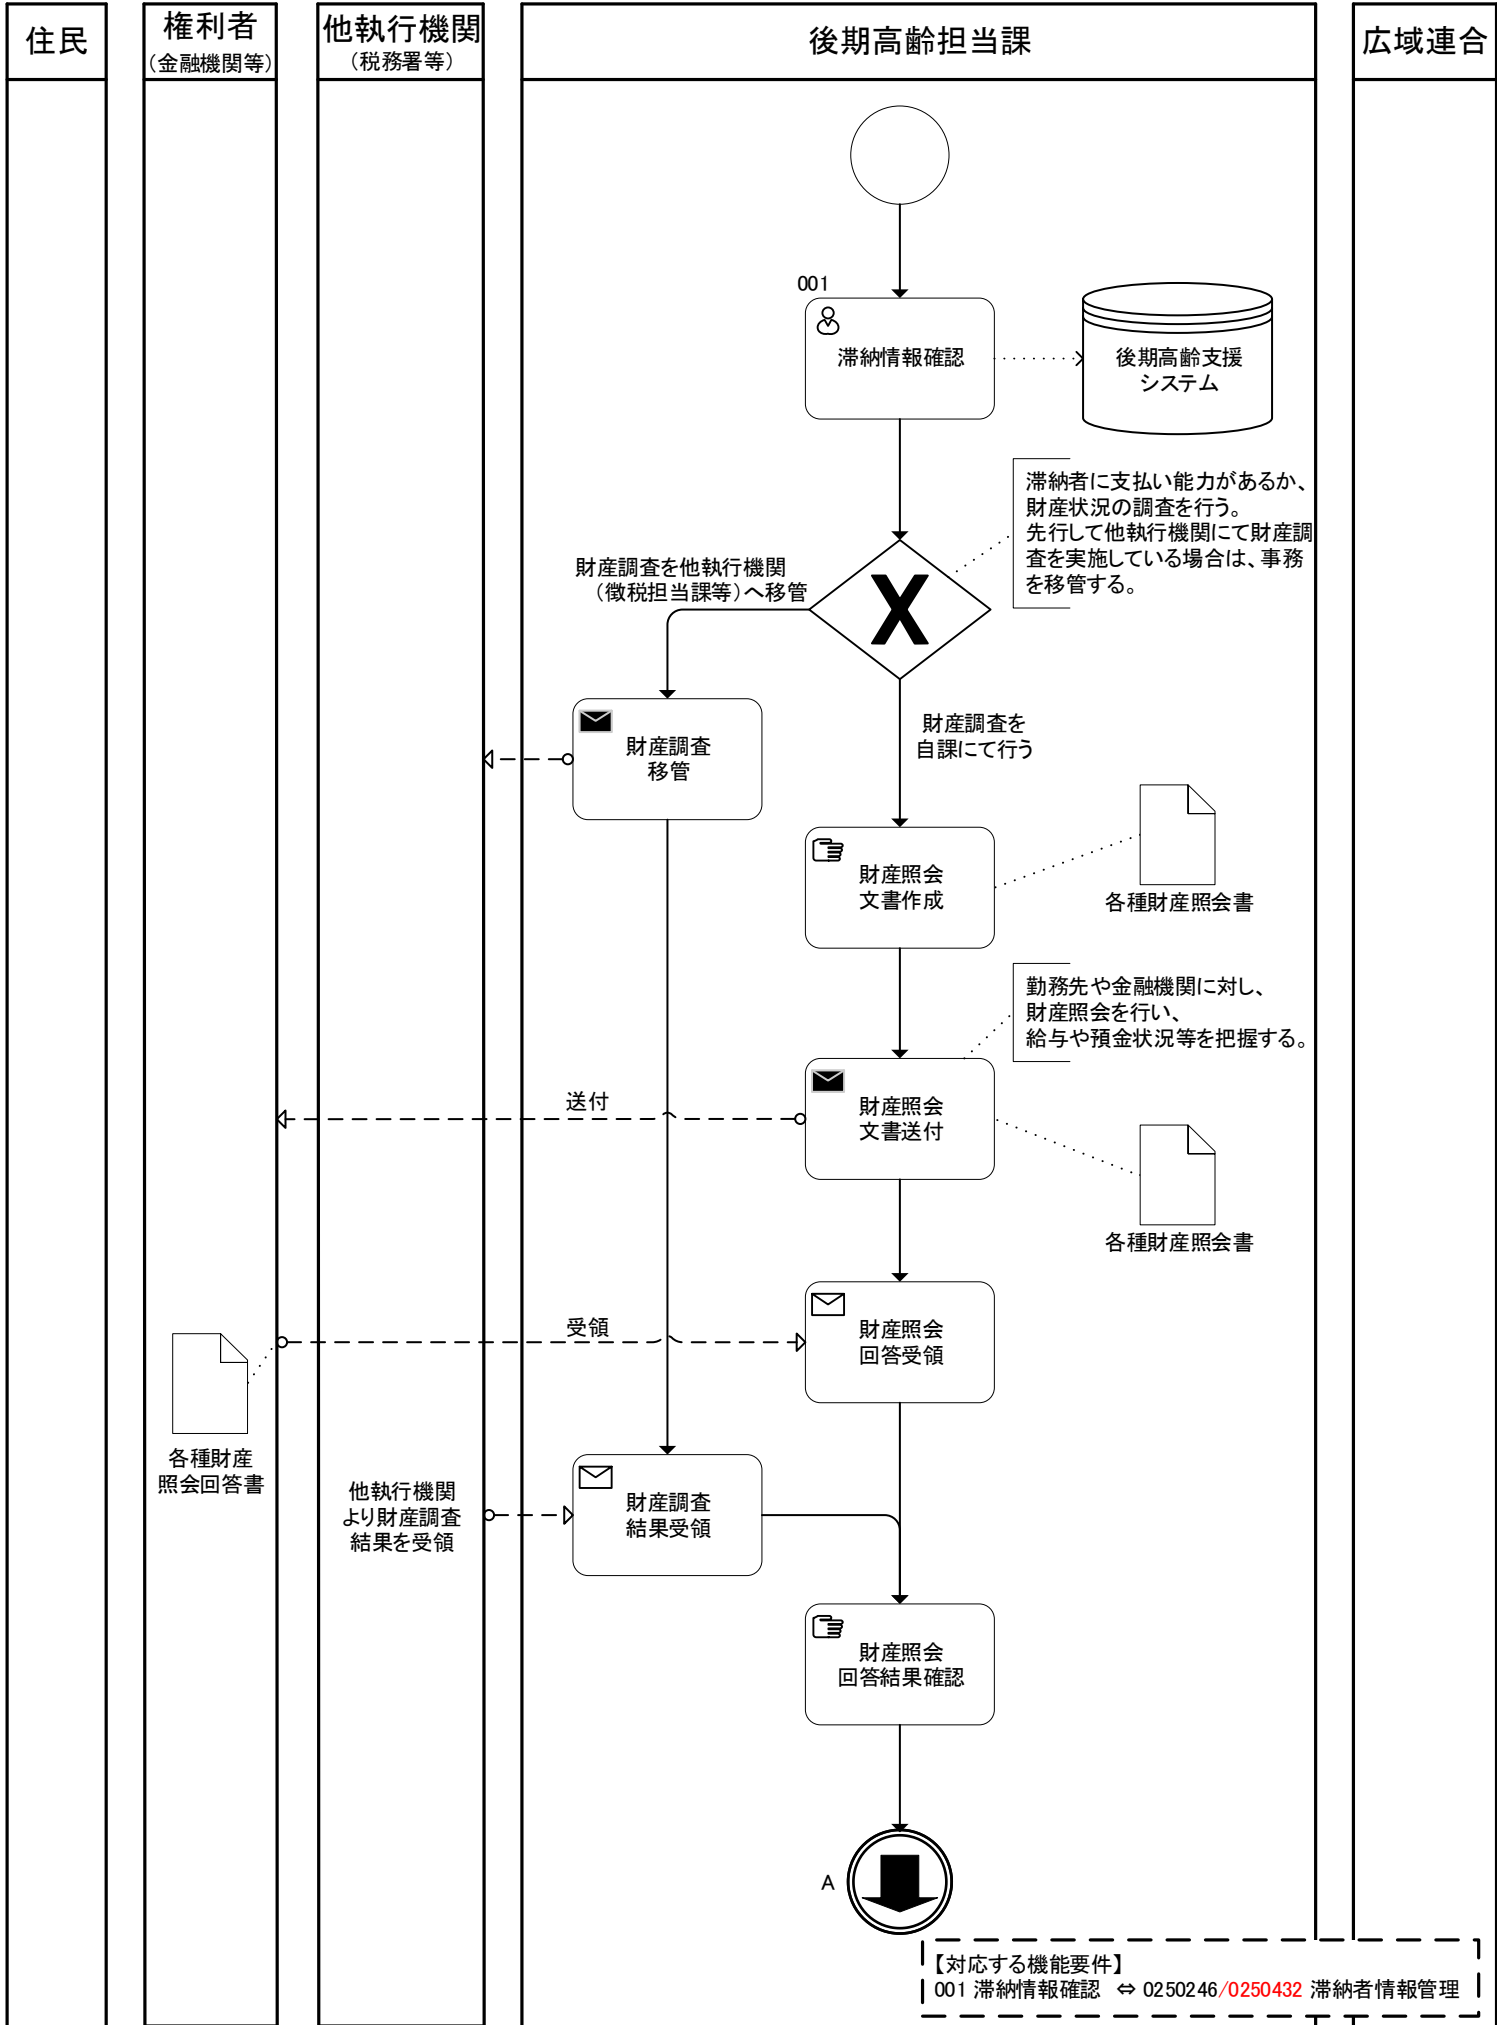 住民
権利者
（金融機関等）
他執行機関
（税務署等）
後期高齢担当課
広域連合
001
滞納情報確認
後期高齢支援
システム
滞納者に支払い能力があるか、
財産状況の調査を行う。
先行して他執行機関にて財産調
査を実施している場合は、事務
を移管する。
財産調査を他執行機関
（徴税担当課等）へ移管
X
財産調査
移管
財産調査を
自課にて行う
財産照会
文書作成
各種財産照会書
勤務先や金融機関に対し、
財産照会を行い、
給与や預金状況等を把握する。
送付
財産照会
文書送付
各種財産照会書
受領
財産照会
回答受領
各種財産
照会回答書
他執行機関
より財産調査
結果を受領
財産調査
結果受領
財産照会
回答結果確認
A
【対応する機能要件】
001 滞納情報確認 ⇔ 0250246/0250432 滞納者情報管理